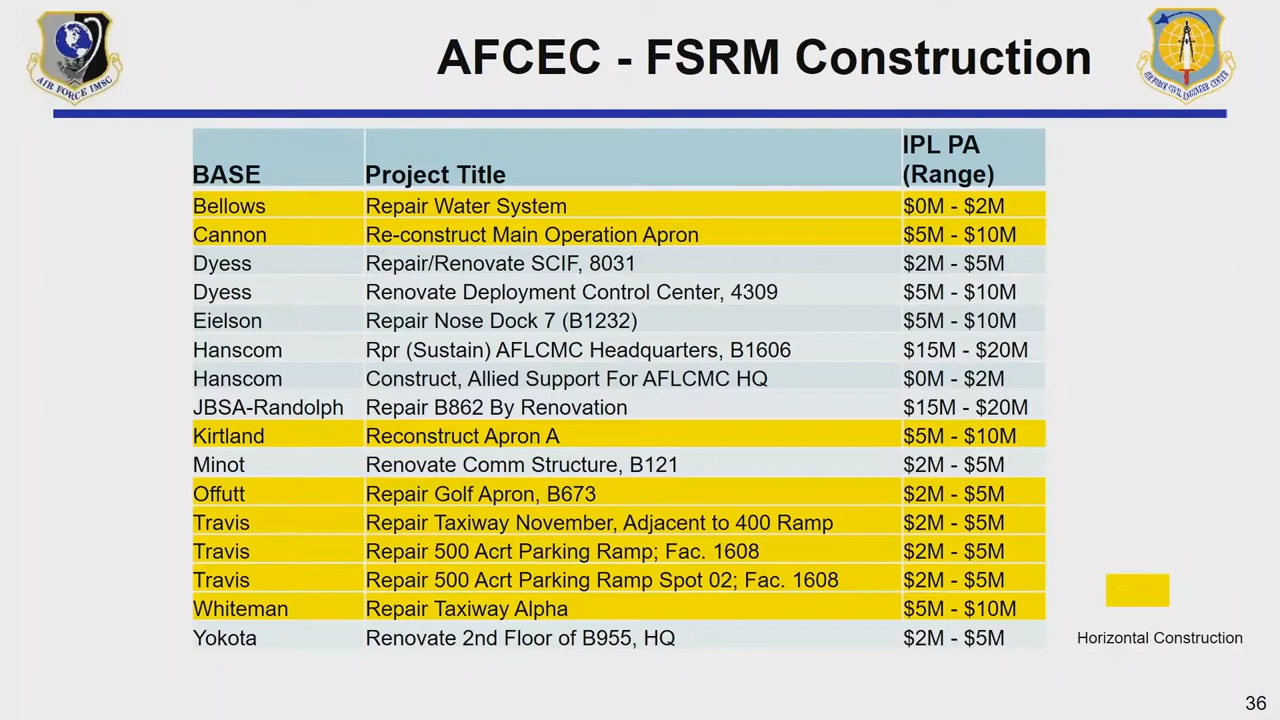 AFCEC - FSRM Construction
AIR FORCE IMSC
AIR FORCE CIVIL ENGINEER CENTER
BASE Project Title IPL PA (Range)
Bellows Repair Water System $0M - $2M
Cannon Re-construct Main Operation Apron $5M - $10M
Dyess Repair/Renovate SCIF, 8031 $2M - $5M
Dyess Renovate Deployment Control Center, 4309 $5M - $10M
Eielson Repair Nose Dock 7 (B1232) $5M - $10M
Hanscom Rpr (Sustain) AFLCMC Headquarters, B1606 $15M - $20M
Hanscom Construct, Allied Support For AFLCMC HQ $0M - $2M
JBSA-Randolph Repair B862 By Renovation $15M - $20M
Kirtland Reconstruct Apron A $5M - $10M
Minot Renovate Comm Structure, B121 $2M - $5M
Offutt Repair Golf Apron, B673 $2M - $5M
Travis Repair Taxiway November, Adjacent to 400 Ramp $2M - $5M
Travis Repair 500 Acrt Parking Ramp; Fac. 1608 $2M - $5M
Travis Repair 500 Acrt Parking Ramp Spot 02; Fac. 1608 $2M - $5M
Whiteman Repair Taxiway Alpha $5M - $10M
Yokota Renovate 2nd Floor of B955, HQ $2M - $5M
Horizontal Construction
36